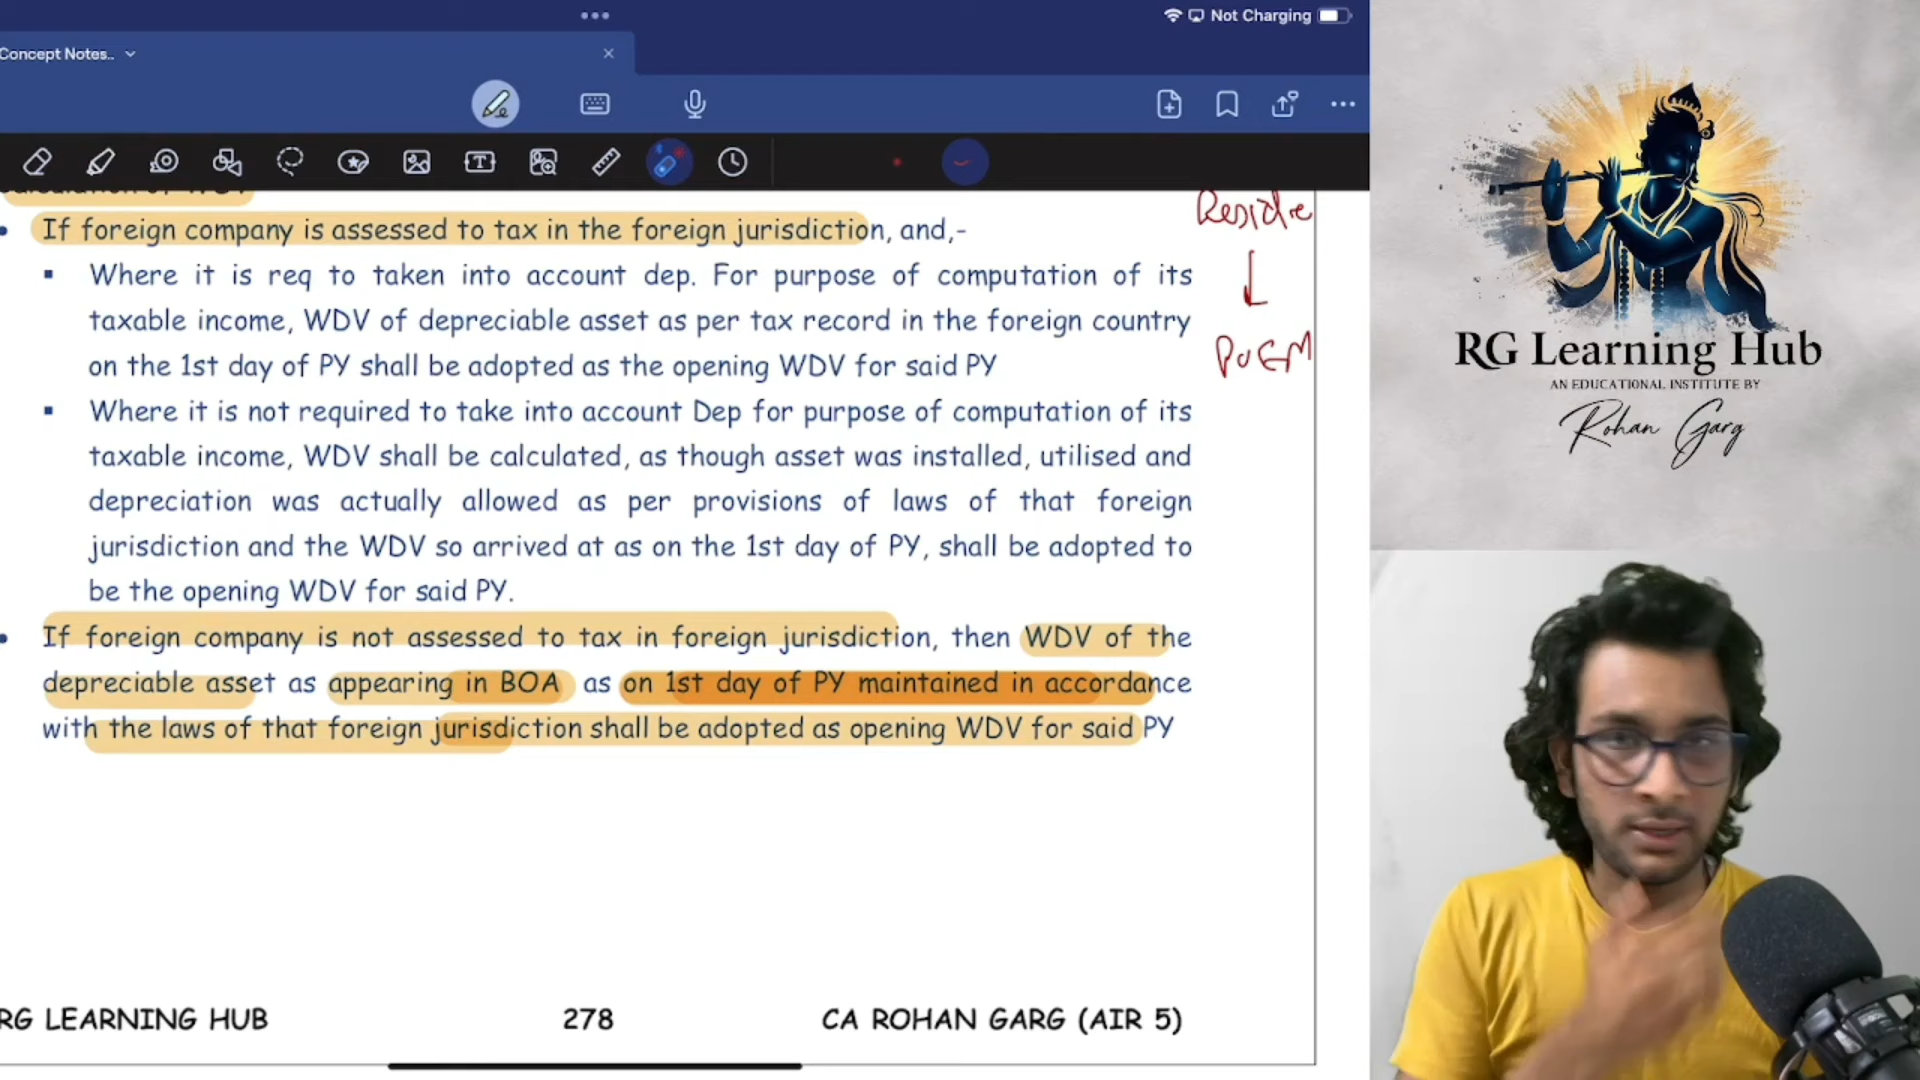 Not Charging
Concept Notes..
If foreign company is assessed to tax in the foreign jurisdiction, and,-
Where it is req to taken into account dep. For purpose of computation of its
taxable income, WDV of depreciable asset as per tax record in the foreign country
on the 1st day of PY shall be adopted as the opening WDV for said PY
Where it is not required to take into account Dep for purpose of computation of its
taxable income, WDV shall be calculated, as though asset was installed, utilised and
depreciation was actually allowed as per provisions of laws of that foreign
jurisdiction and the WDV so arrived at as on the 1st day of PY, shall be adopted to
be the opening WDV for said PY.
If foreign company is not assessed to tax in foreign jurisdiction, then WDV of the
depreciable asset as appearing in BOA as on 1st day of PY maintained in accordance
with the laws of that foreign jurisdiction shall be adopted as opening WDV for said PY
POEM
RG LEARNING HUB 278 CA ROHAN GARG (AIR 5)
RG Learning Hub
AN EDUCATIONAL INSTITUTE BY
Rohan Garg